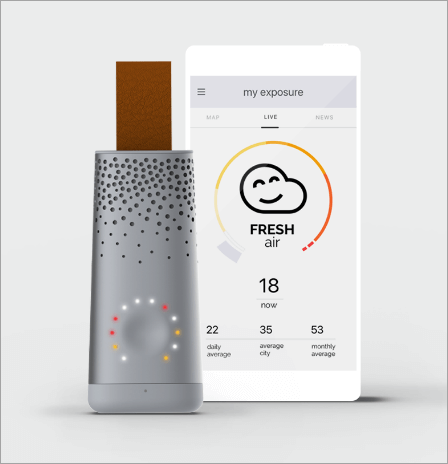 my exposure
MAP LIVE NEWS
FRESH
air
18
now
22 35 53
daily average monthly
average city average